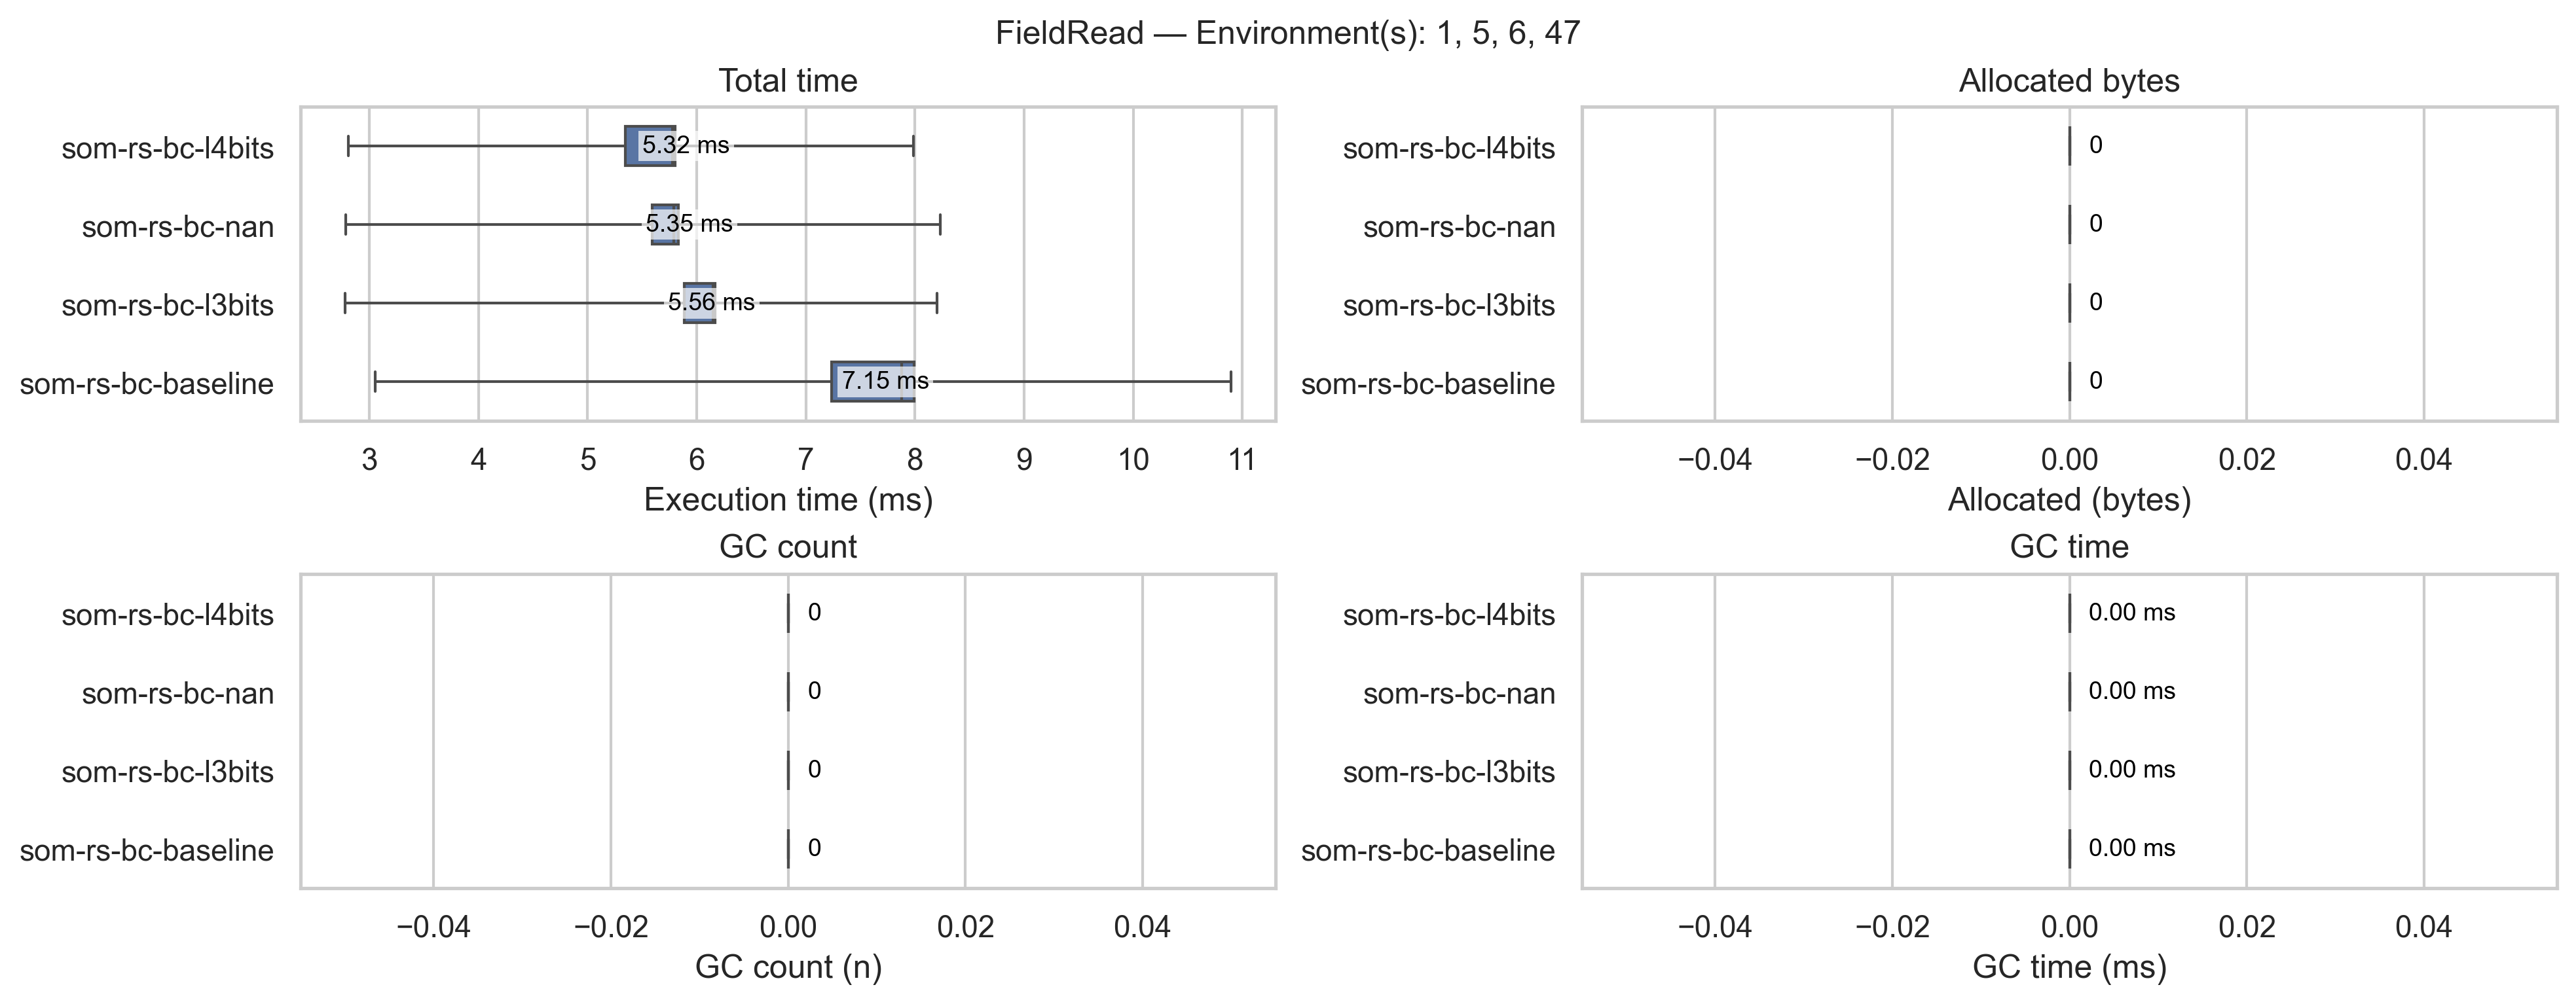 FieldRead — Environment(s): 1, 5, 6, 47
Total time
som-rs-bc-l4bits
5.32 ms
som-rs-bc-nan
5.35 ms
som-rs-bc-l3bits
5.56 ms
som-rs-bc-baseline
7.15 ms
3 4 5 6 7 8 9 10 11
Execution time (ms)
Allocated bytes
som-rs-bc-l4bits
0
som-rs-bc-nan
0
som-rs-bc-l3bits
0
som-rs-bc-baseline
0
−0.04 −0.02 0.00 0.02 0.04
Allocated (bytes)
GC count
som-rs-bc-l4bits
0
som-rs-bc-nan
0
som-rs-bc-l3bits
0
som-rs-bc-baseline
0
−0.04 −0.02 0.00 0.02 0.04
GC count (n)
GC time
som-rs-bc-l4bits
0.00 ms
som-rs-bc-nan
0.00 ms
som-rs-bc-l3bits
0.00 ms
som-rs-bc-baseline
0.00 ms
−0.04 −0.02 0.00 0.02 0.04
GC time (ms)